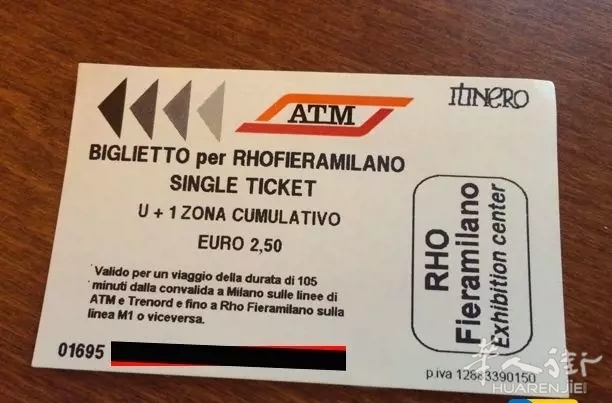 ATM
ITINERO
BIGLIETTO per RHOFIERAMILANO
SINGLE TICKET
U + 1 ZONA CUMULATIVO
EURO 2,50
RHO
Fieramilano
Exhibition center
Valido per un viaggio della durata di 105
minuti dalla convalida a Milano sulle linee di
ATM e Trenord e fino a Rho Fieramilano sulla
linea M1 o viceversa.
01695
p.iva 12883390150
华人街
HUARENJIE